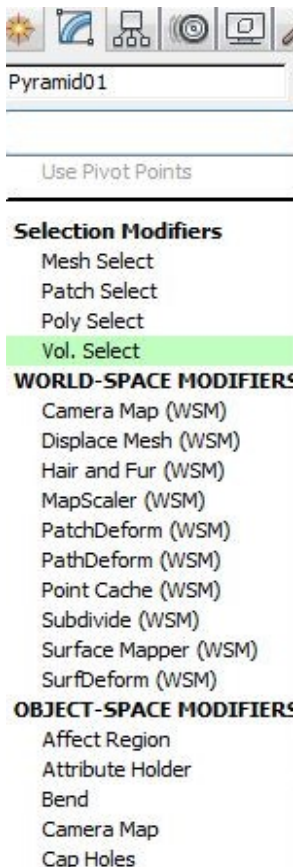 Pyramid01
Use Pivot Points
Selection Modifiers
Mesh Select
Patch Select
Poly Select
Vol. Select
WORLD-SPACE MODIFIERS
Camera Map (WSM)
Displace Mesh (WSM)
Hair and Fur (WSM)
MapScaler (WSM)
PatchDeform (WSM)
PathDeform (WSM)
Point Cache (WSM)
Subdivide (WSM)
Surface Mapper (WSM)
SurfDeform (WSM)
OBJECT-SPACE MODIFIERS
Affect Region
Attribute Holder
Bend
Camera Map
Cap Holes